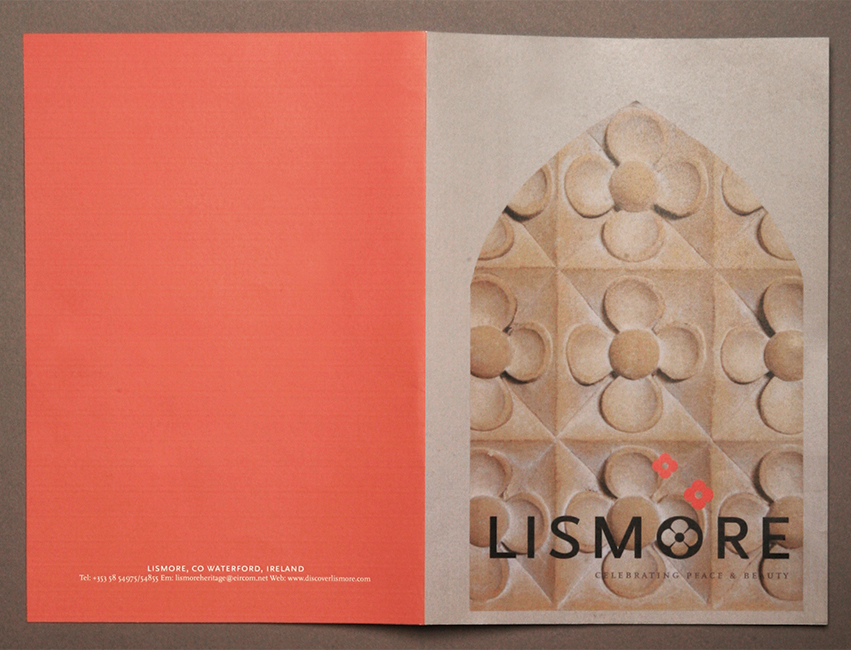 LISMORE, CO WATERFORD, IRELAND
Tel: +353 58 54975/54855 Em: lismoreheritage@eircom.net Web: www.discoverlismore.com
LISMORE
CELEBRATING PEACE & BEAUTY